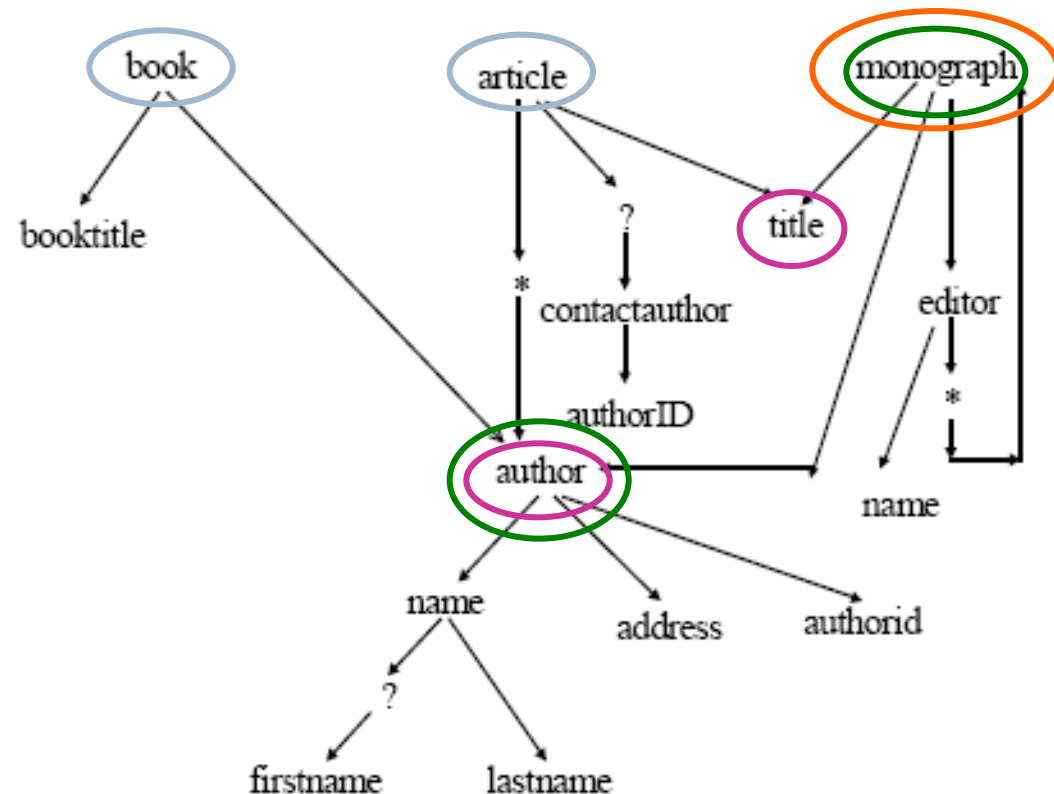 book
article
monograph
booktitle
?
title
*
contactauthor
editor
*
authorID
author
name
name
address
authorid
?
firstname
lastname